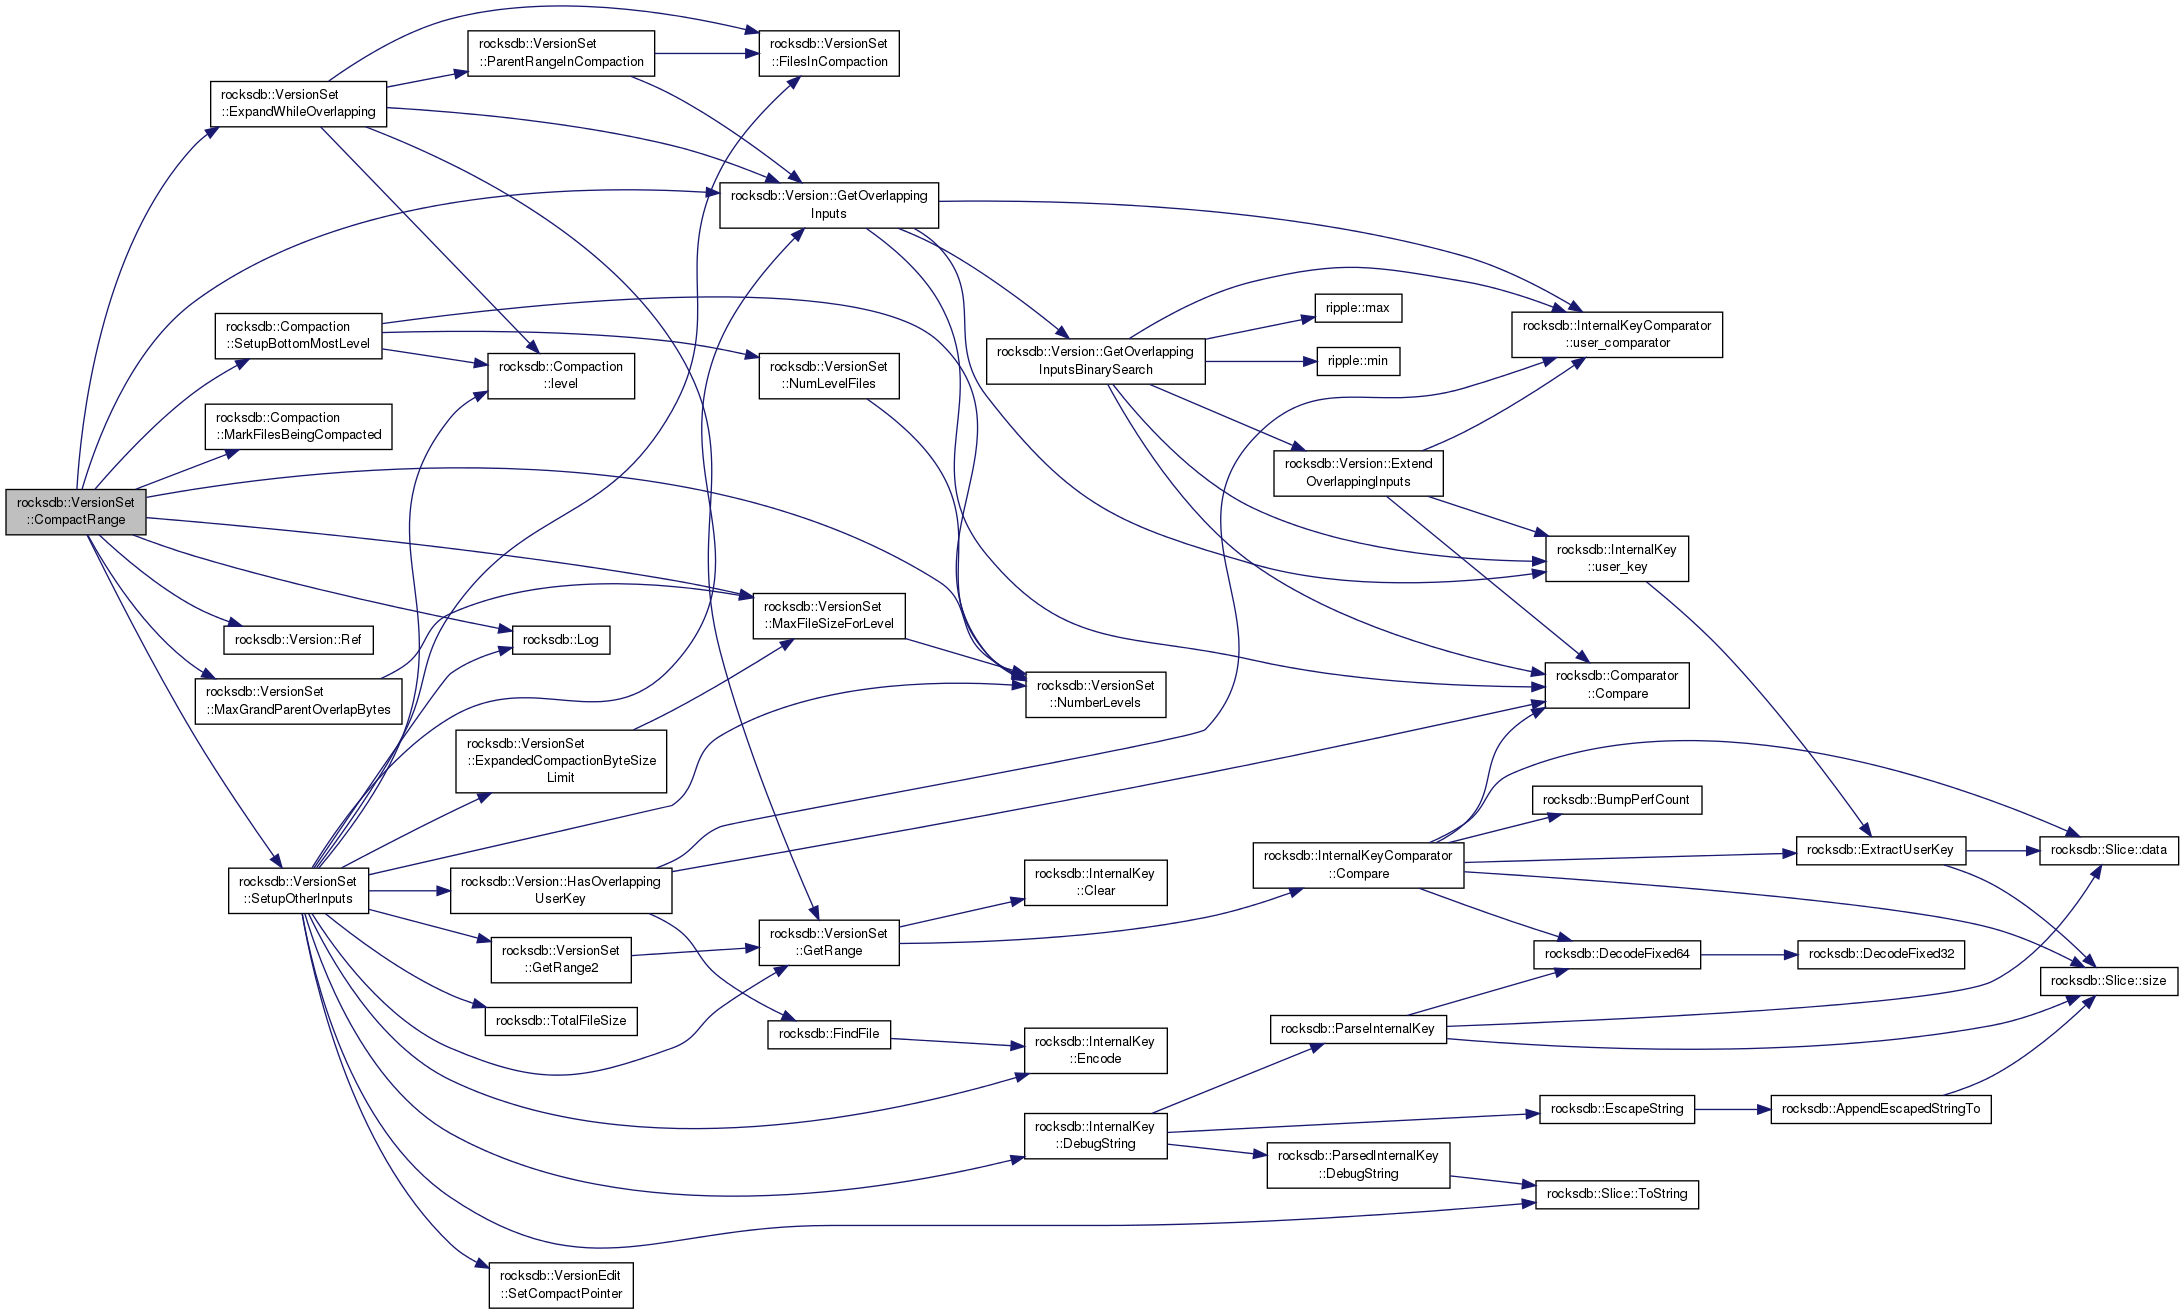 rocksdb::VersionSet
::CompactRange
rocksdb::VersionSet
::ExpandWhileOverlapping
rocksdb::Compaction
::SetupBottomMostLevel
rocksdb::Compaction
::MarkFilesBeingCompacted
rocksdb::Version::Ref
rocksdb::VersionSet
::MaxGrandParentOverlapBytes
rocksdb::VersionSet
::SetupOtherInputs
rocksdb::VersionSet
::ParentRangeInCompaction
rocksdb::Compaction
::level
rocksdb::Log
rocksdb::VersionSet
::ExpandedCompactionByteSize
Limit
rocksdb::Version::HasOverlapping
UserKey
rocksdb::VersionSet
::GetRange2
rocksdb::TotalFileSize
rocksdb::VersionEdit
::SetCompactPointer
rocksdb::VersionSet
::FilesInCompaction
rocksdb::Version::GetOverlapping
Inputs
rocksdb::VersionSet
::NumLevelFiles
rocksdb::VersionSet
::MaxFileSizeForLevel
rocksdb::VersionSet
::GetRange
rocksdb::FindFile
rocksdb::Version::GetOverlapping
InputsBinarySearch
rocksdb::VersionSet
::NumberLevels
rocksdb::InternalKey
::Clear
rocksdb::InternalKey
::Encode
rocksdb::InternalKey
::DebugString
ripple::max
ripple::min
rocksdb::Version::Extend
OverlappingInputs
rocksdb::InternalKeyComparator
::Compare
rocksdb::ParseInternalKey
rocksdb::ParsedInternalKey
::DebugString
rocksdb::InternalKeyComparator
::user_comparator
rocksdb::InternalKey
::user_key
rocksdb::Comparator
::Compare
rocksdb::BumpPerfCount
rocksdb::DecodeFixed64
rocksdb::EscapeString
rocksdb::Slice::ToString
rocksdb::ExtractUserKey
rocksdb::DecodeFixed32
rocksdb::AppendEscapedStringTo
rocksdb::Slice::data
rocksdb::Slice::size